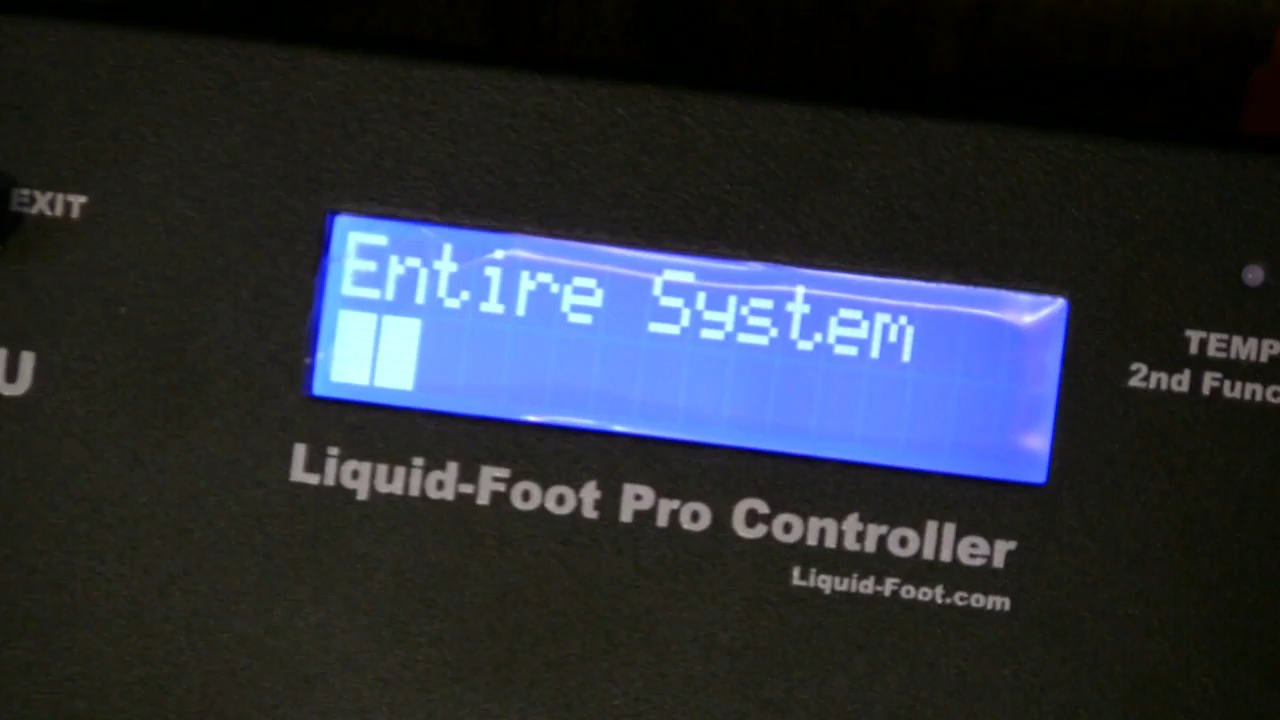 EXIT
Entire System
U
TEMP
2nd Func
Liquid-Foot Pro Controller
Liquid-Foot.com